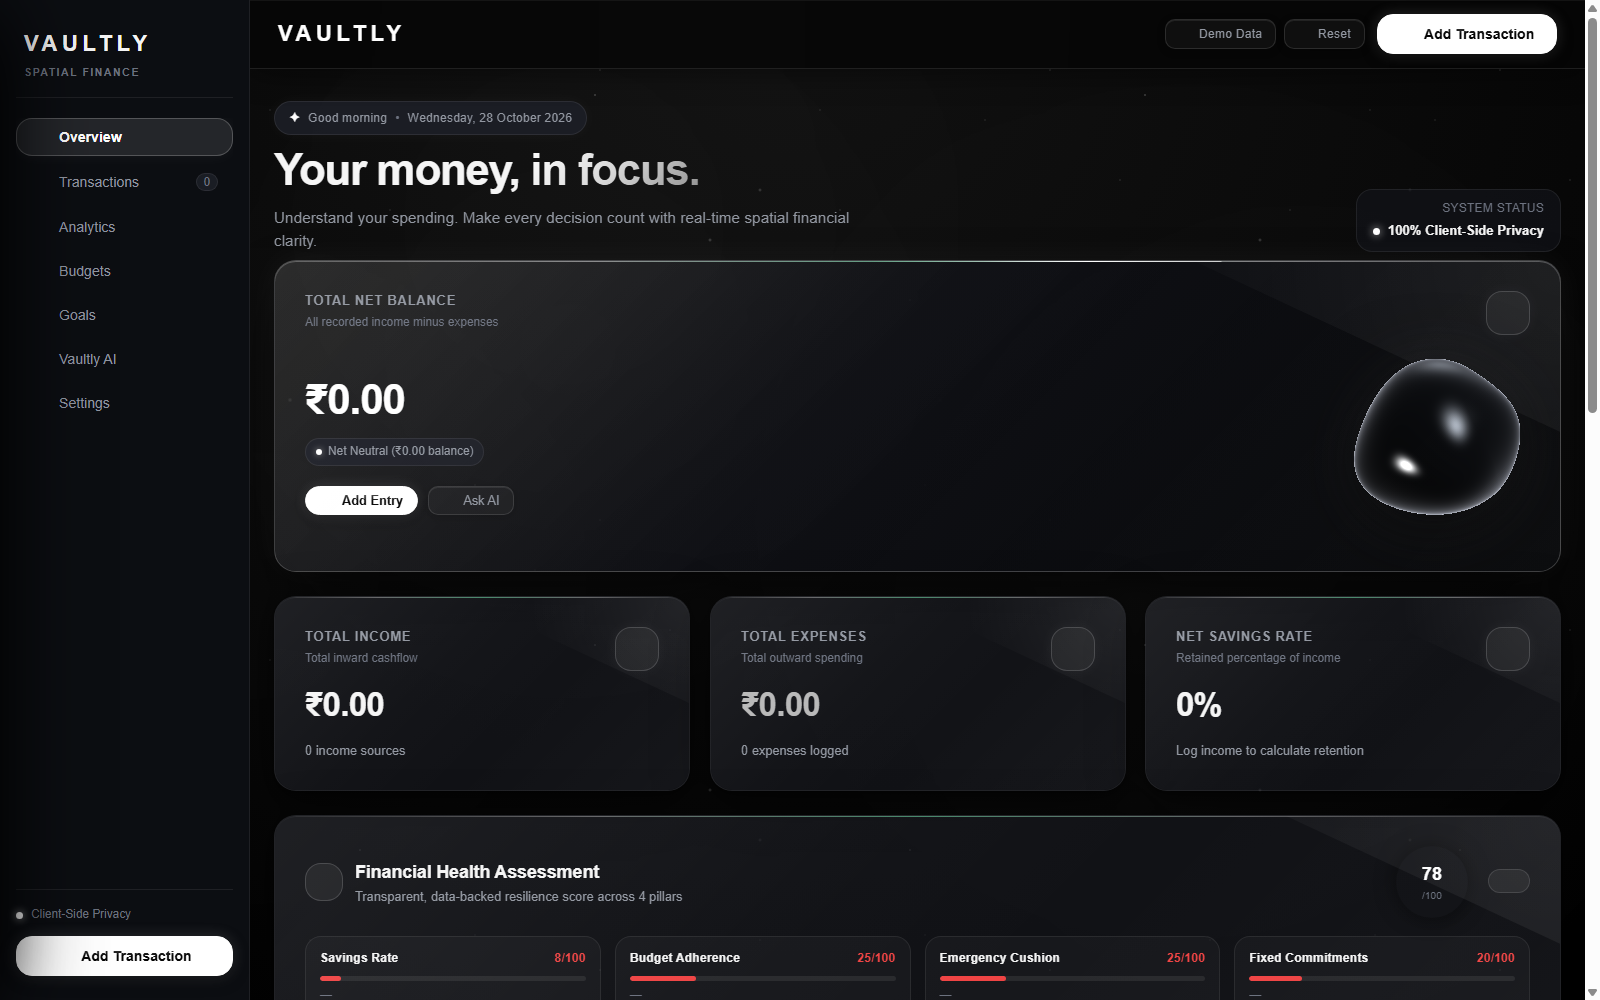 VAULTLY
SPATIAL FINANCE
Overview
Transactions 0
Analytics
Budgets
Goals
Vaultly AI
Settings
Client-Side Privacy
Add Transaction
VAULTLY
Demo Data
Reset
Add Transaction
Good morning • Wednesday, 28 October 2026
Your money, in focus.
Understand your spending. Make every decision count with real-time spatial financial
clarity.
SYSTEM STATUS
100% Client-Side Privacy
TOTAL NET BALANCE
All recorded income minus expenses
₹0.00
Net Neutral (₹0.00 balance)
Add Entry
Ask AI
TOTAL INCOME
Total inward cashflow
₹0.00
0 income sources
TOTAL EXPENSES
Total outward spending
₹0.00
0 expenses logged
NET SAVINGS RATE
Retained percentage of income
0%
Log income to calculate retention
Financial Health Assessment
Transparent, data-backed resilience score across 4 pillars
78
/100
Savings Rate 8/100
—
Budget Adherence 25/100
—
Emergency Cushion 25/100
—
Fixed Commitments 20/100
—